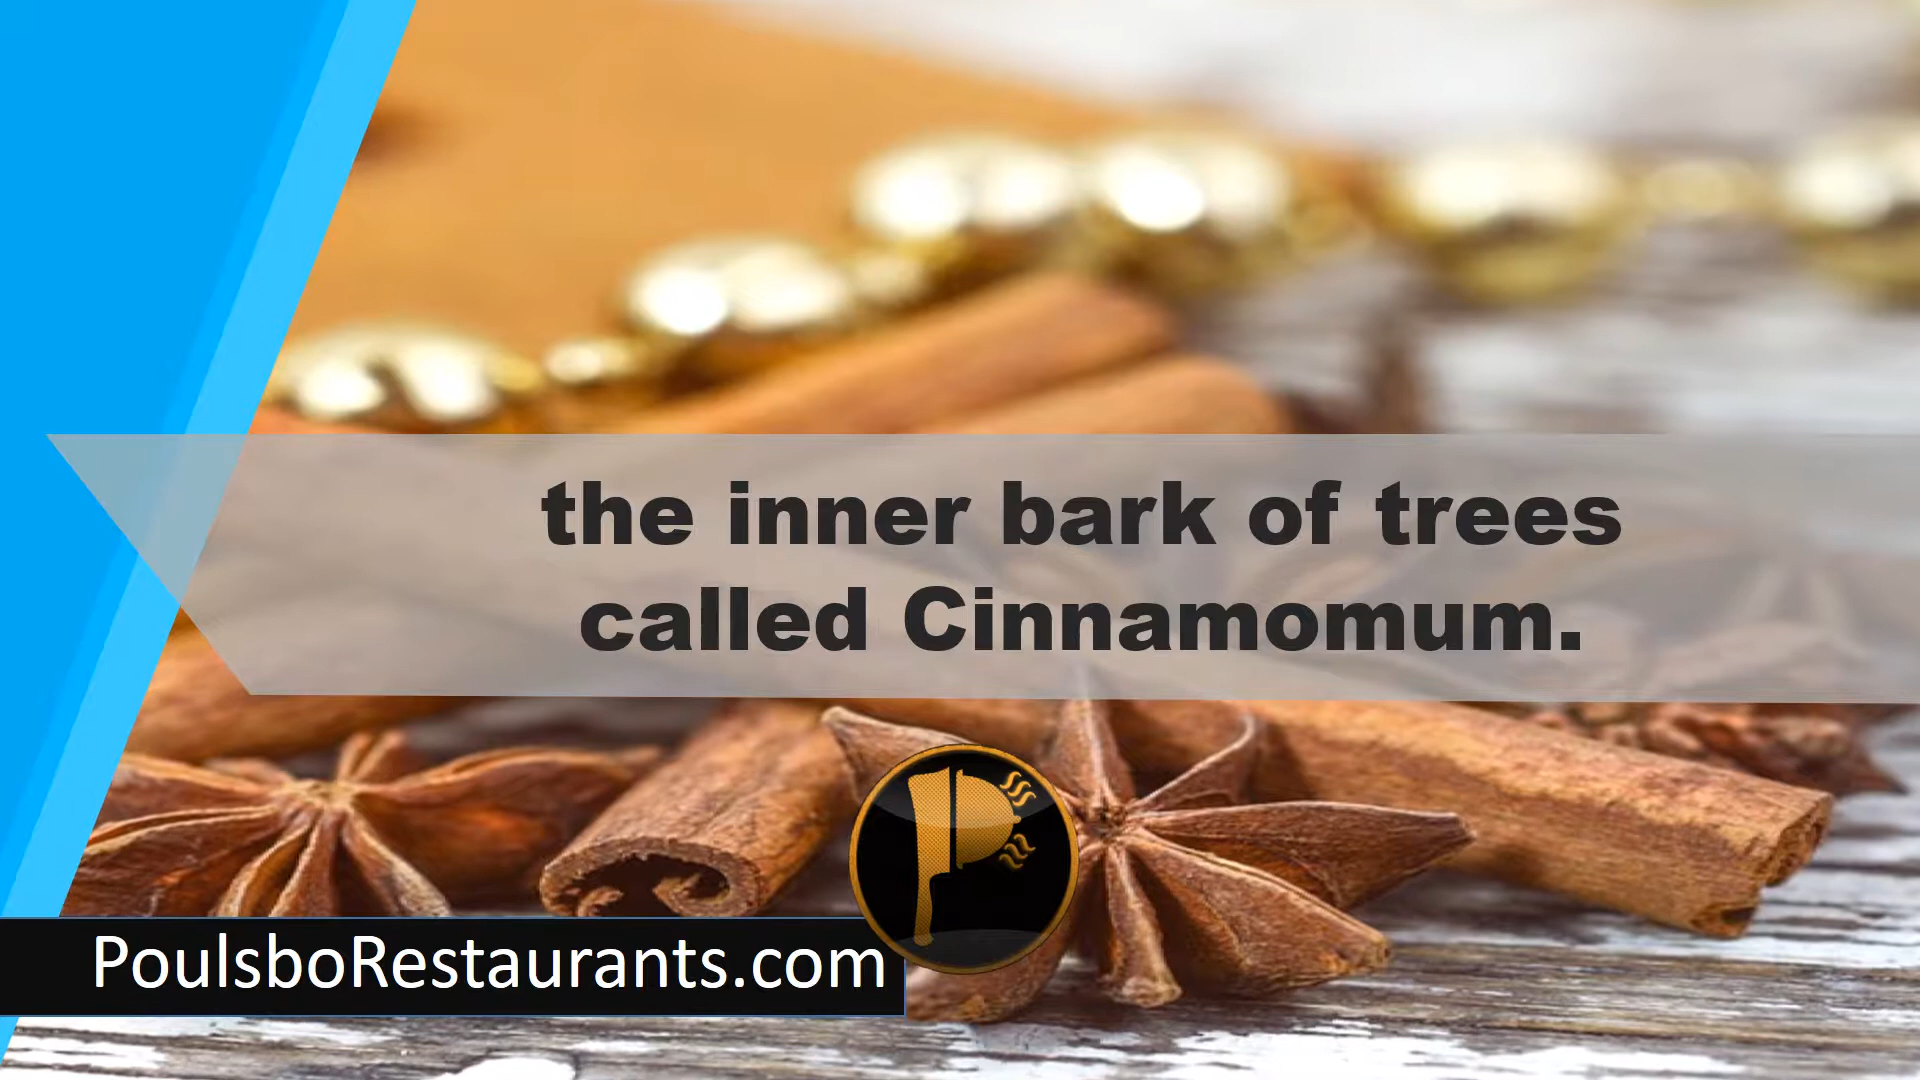 the inner bark of trees
called Cinnamomum.
PoulsboRestaurants.com